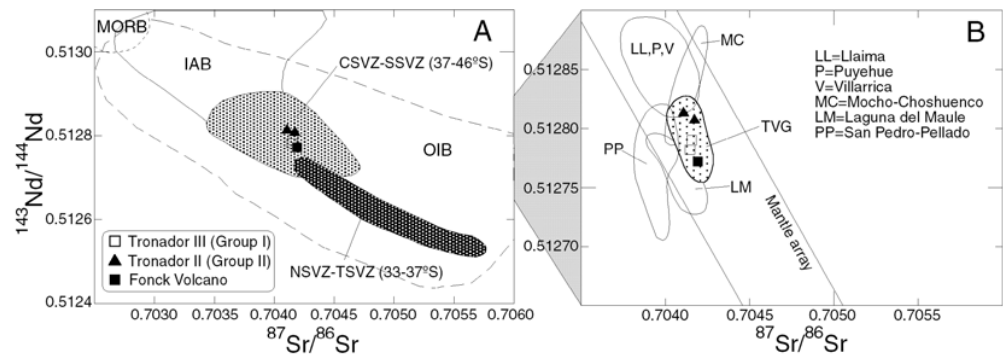 MORB
A
IAB
CSVZ-SSVZ (37-46ºS)
OIB
NSVZ-TSVZ (33-37ºS)
□ Tronador III (Group I)
▲ Tronador II (Group II)
■ Fonck Volcano
0.5130
0.5128
0.5126
0.5124
143Nd/144Nd
0.7030 0.7035 0.7040 0.7045 0.7050 0.7055 0.7060
87Sr/86Sr
B
LL,P,V
MC
LL=Llaima
P=Puyehue
V=Villarrica
MC=Mocho-Choshuenco
LM=Laguna del Maule
PP=San Pedro-Pellado
TVG
PP
LM
Mantle array
0.51285
0.51280
0.51275
0.51270
0.7040 0.7045 0.7050 0.7055
87Sr/86Sr